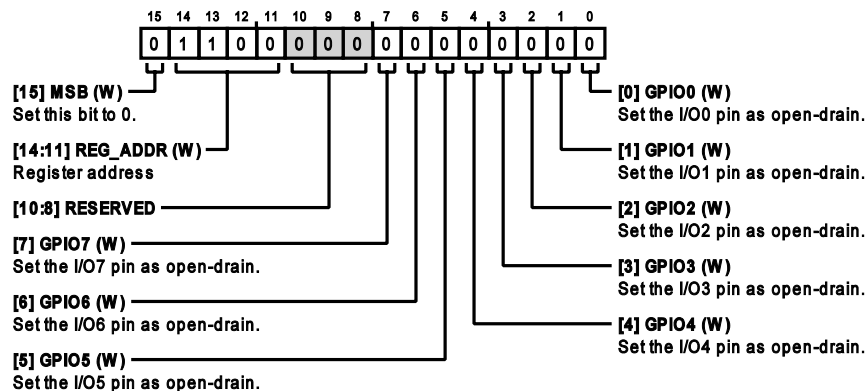 15 14 13 12 11 10 9 8 7 6 5 4 3 2 1 0
0 1 1 0 0 0 0 0 0 0 0 0 0 0 0 0
[15] MSB (W)
Set this bit to 0.
[14:11] REG_ADDR (W)
Register address
[10:8] RESERVED
[7] GPIO7 (W)
Set the I/O7 pin as open-drain.
[6] GPIO6 (W)
Set the I/O6 pin as open-drain.
[5] GPIO5 (W)
Set the I/O5 pin as open-drain.
[0] GPIO0 (W)
Set the I/O0 pin as open-drain.
[1] GPIO1 (W)
Set the I/O1 pin as open-drain.
[2] GPIO2 (W)
Set the I/O2 pin as open-drain.
[3] GPIO3 (W)
Set the I/O3 pin as open-drain.
[4] GPIO4 (W)
Set the I/O4 pin as open-drain.